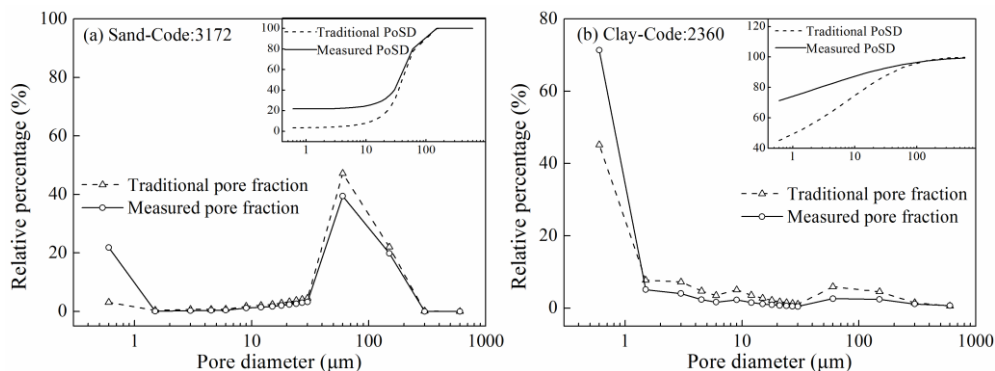 (a) Sand-Code:3172
Traditional PoSD
Measured PoSD
100
80
60
40
20
0
1
10
100
Traditional pore fraction
Measured pore fraction
Relative percentage (%)
100
80
60
40
20
0
1
10
100
1000
Pore diameter (μm)
(b) Clay-Code:2360
Traditional PoSD
Measured PoSD
120
100
80
60
40
1
10
100
Traditional pore fraction
Measured pore fraction
Relative percentage (%)
80
60
40
20
0
1
10
100
1000
Pore diameter (μm)